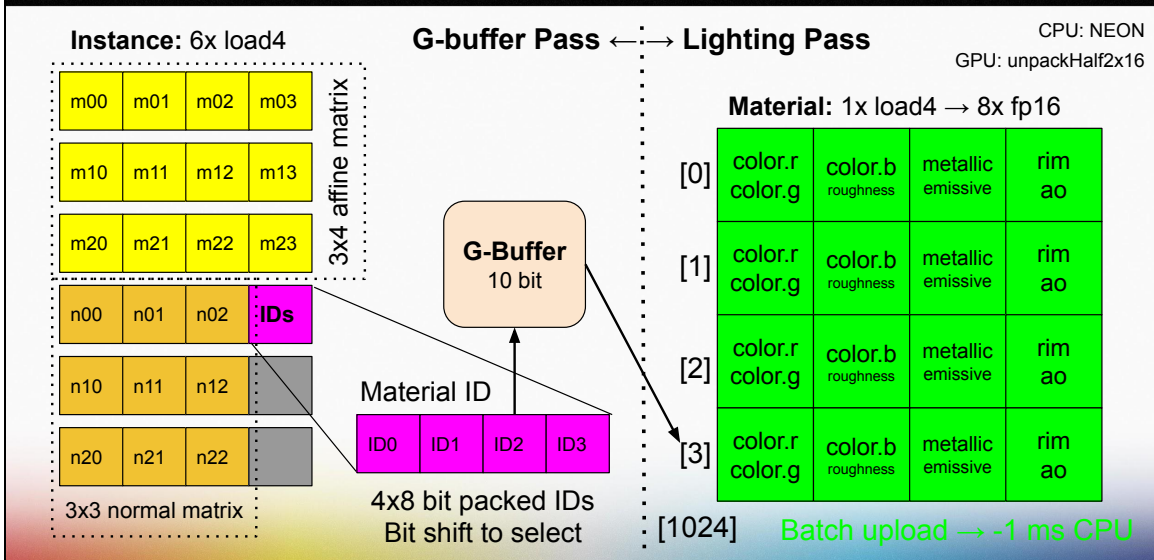 Instance: 6x load4
G-buffer Pass ←
→ Lighting Pass
CPU: NEON
GPU: unpackHalf2x16
m00 m01 m02 m03
m10 m11 m12 m13
m20 m21 m22 m23
3x4 affine matrix
n00 n01 n02 IDs
n10 n11 n12
n20 n21 n22
3x3 normal matrix
G-Buffer
10 bit
Material ID
ID0 ID1 ID2 ID3
4x8 bit packed IDs
Bit shift to select
Material: 1x load4 → 8x fp16
[0]
color.r color.b metallic rim
color.g roughness emissive ao
[1]
color.r color.b metallic rim
color.g roughness emissive ao
[2]
color.r color.b metallic rim
color.g roughness emissive ao
[3]
color.r color.b metallic rim
color.g roughness emissive ao
[1024]
Batch upload → -1 ms CPU